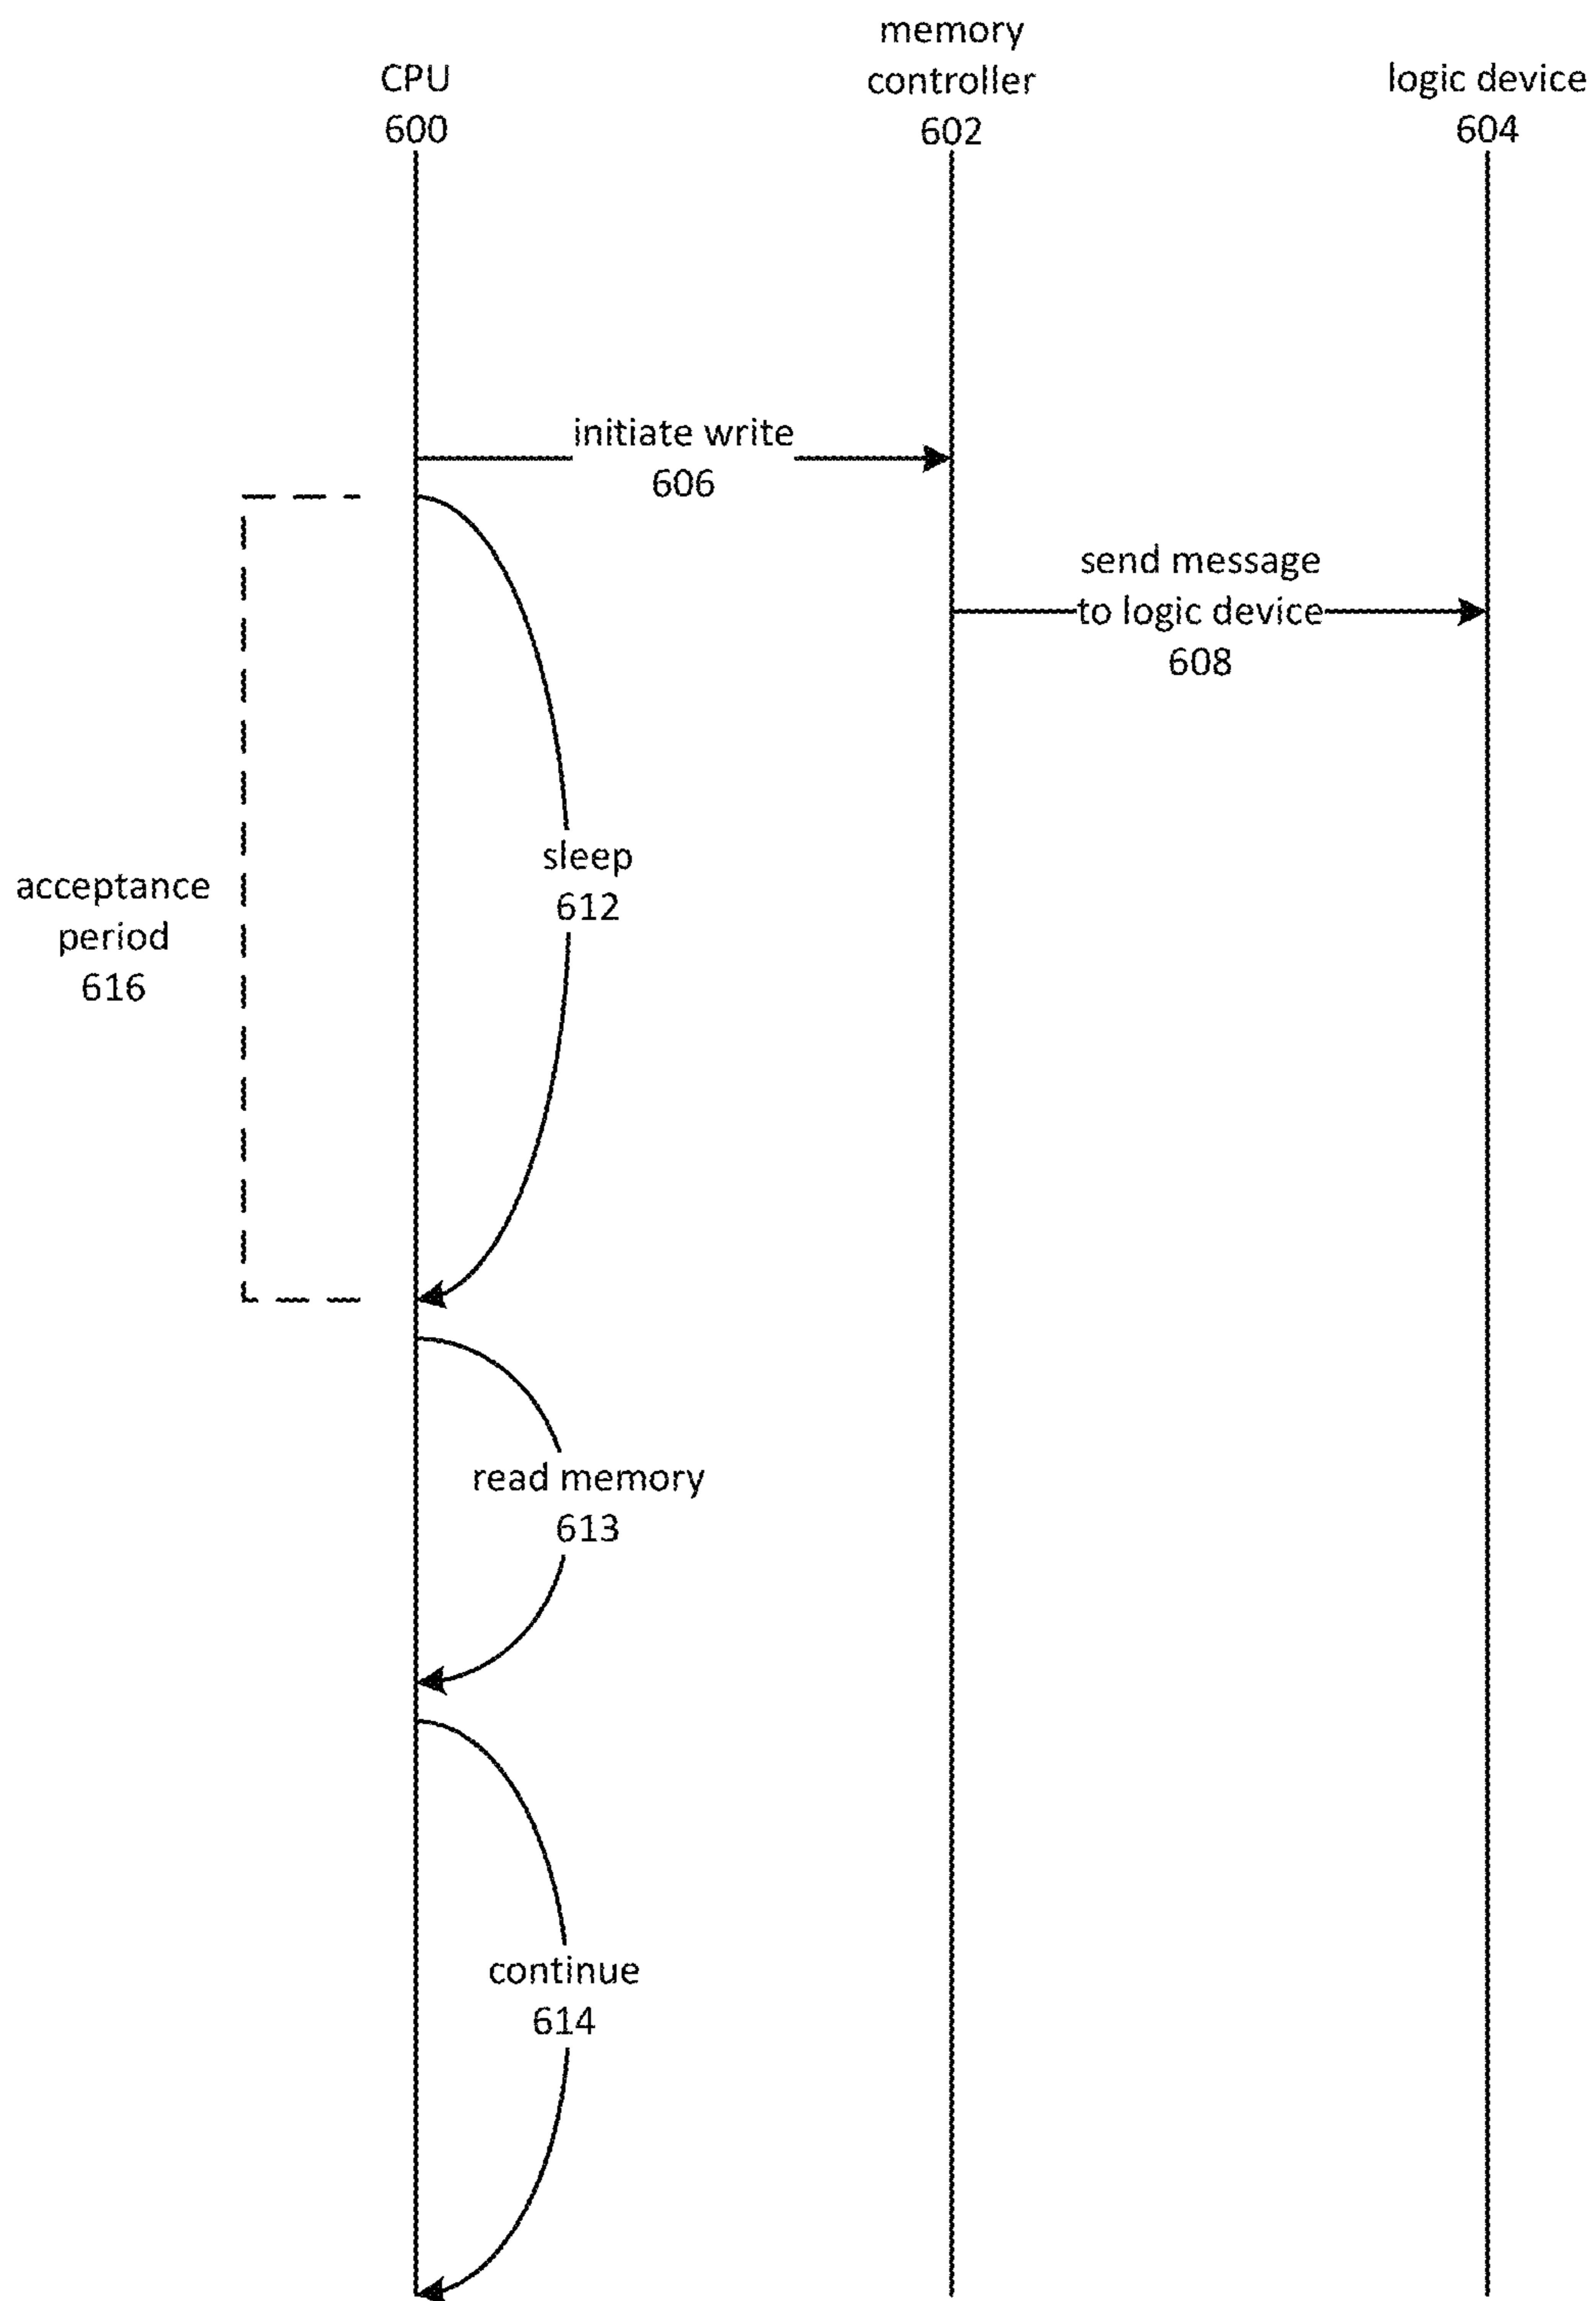 CPU
600
memory
controller
602
logic device
604
initiate write
606
send message
to logic device
608
sleep
612
acceptance
period
616
read memory
613
continue
614